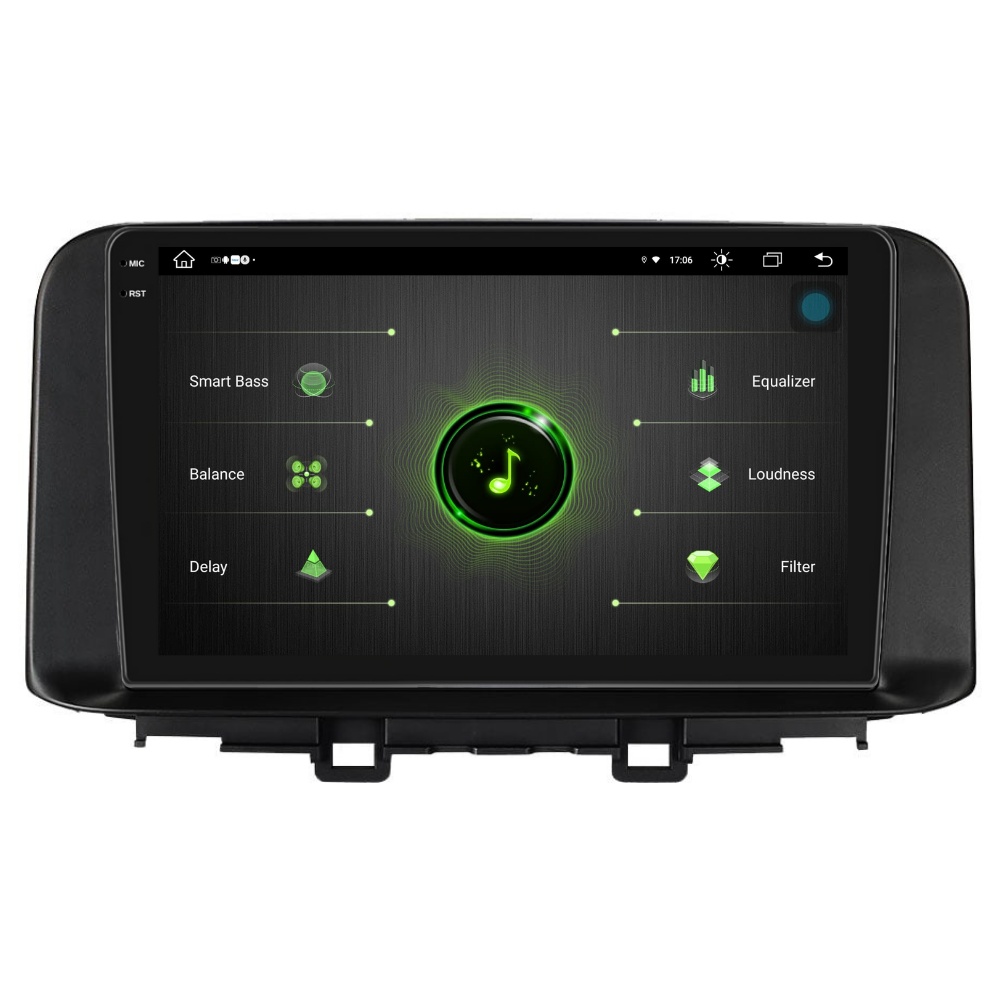 MIC
17:06
RST
Smart Bass
Equalizer
Balance
Loudness
Delay
Filter